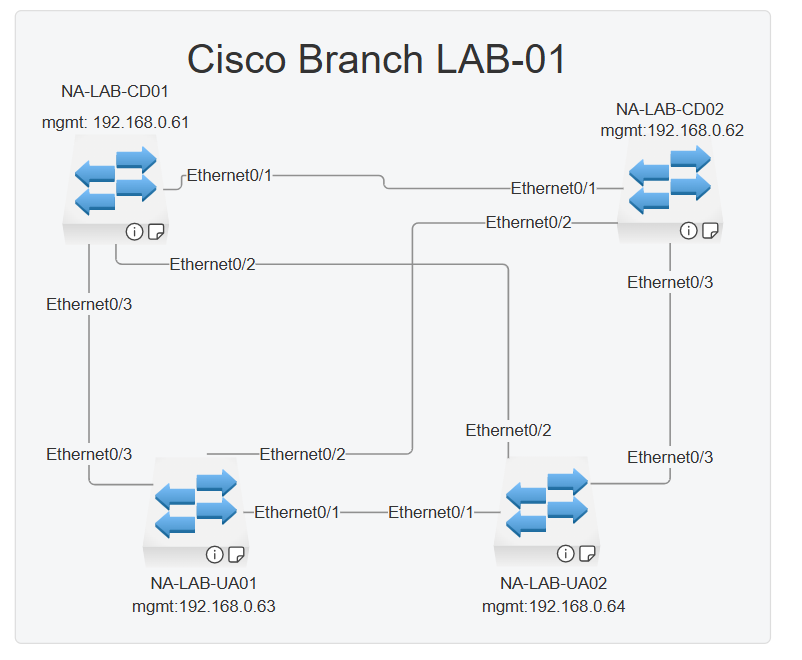 Cisco Branch LAB-01
NA-LAB-CD01
mgmt: 192.168.0.61
NA-LAB-CD02
mgmt:192.168.0.62
Ethernet0/1
Ethernet0/1
Ethernet0/2
Ethernet0/2
Ethernet0/3
Ethernet0/3
Ethernet0/2
Ethernet0/3
Ethernet0/2
Ethernet0/3
Ethernet0/1
Ethernet0/1
NA-LAB-UA01
mgmt:192.168.0.63
NA-LAB-UA02
mgmt:192.168.0.64